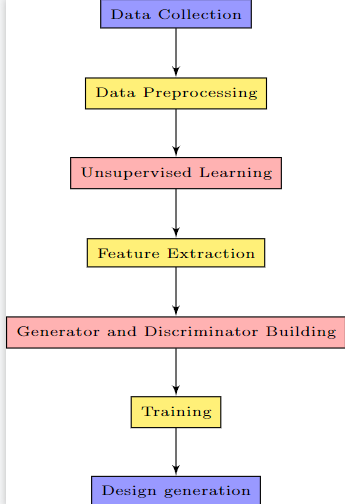 Data Collection
Data Preprocessing
Unsupervised Learning
Feature Extraction
Generator and Discriminator Building
Training
Design generation